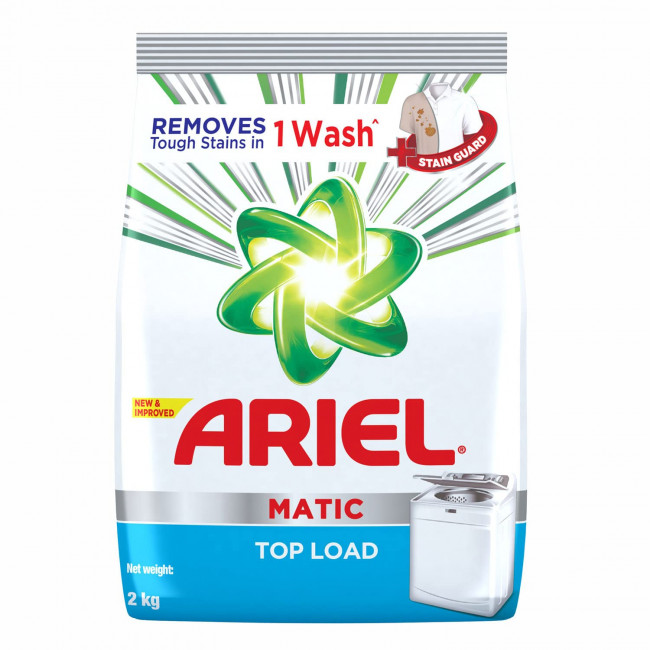 REMOVES
Tough Stains in
1 Wash^
STAIN GUARD
NEW &
IMPROVED
ARIEL®
MATIC
TOP LOAD
Net weight:
2 kg